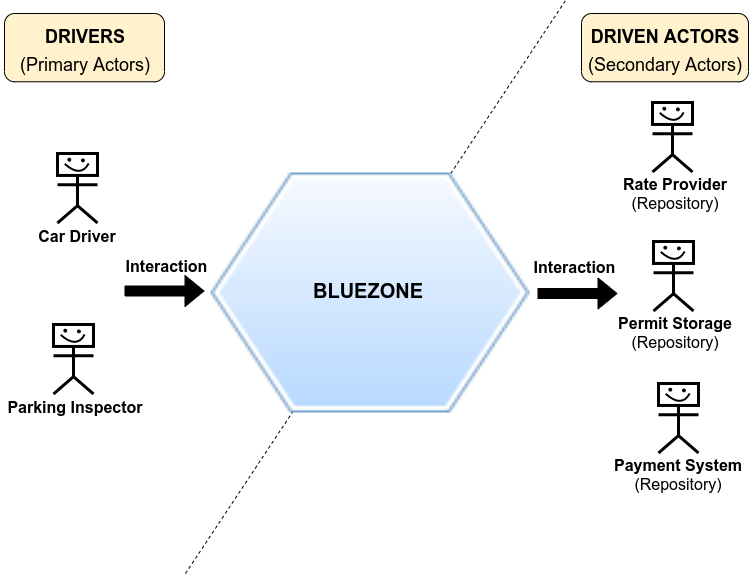 DRIVERS
(Primary Actors)
Car Driver
Interaction
Parking Inspector
BLUEZONE
DRIVEN ACTORS
(Secondary Actors)
Rate Provider
(Repository)
Interaction
Permit Storage
(Repository)
Payment System
(Repository)